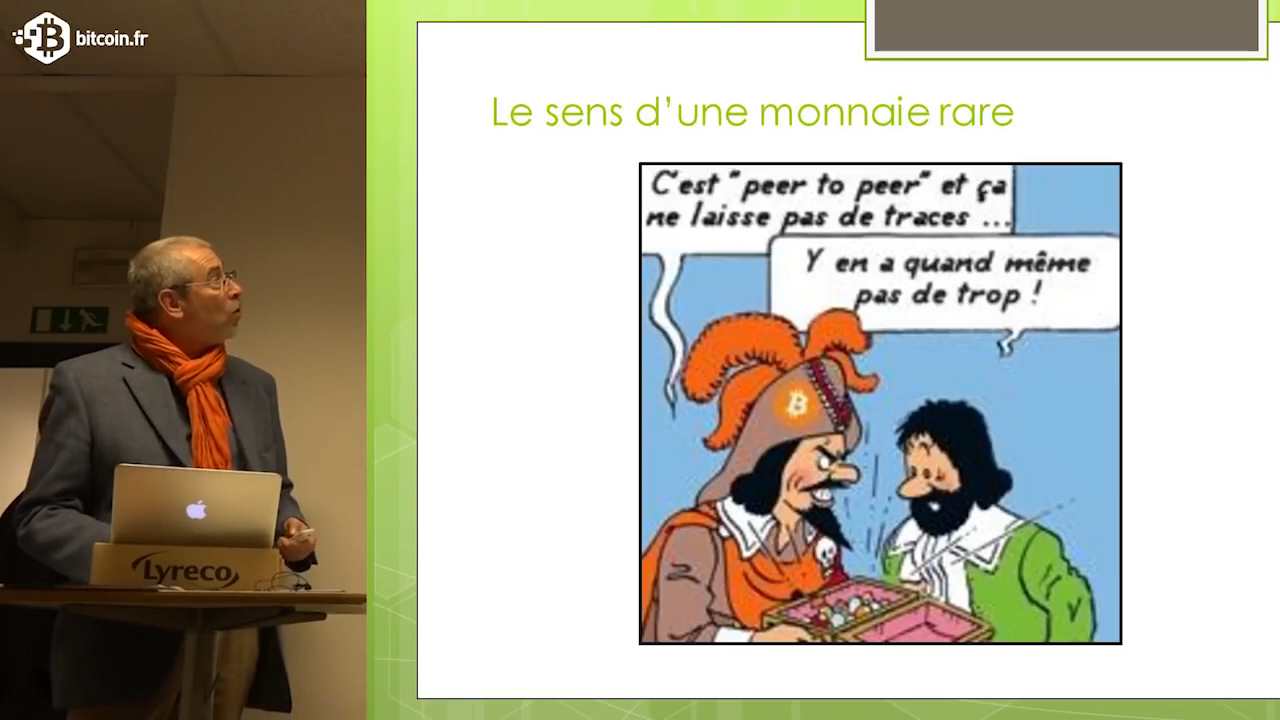 bitcoin.fr
Le sens d'une monnaie rare
C'est "peer to peer" et ça
ne laisse pas de traces ...
Y en a quand même
pas de trop !
Lyreco